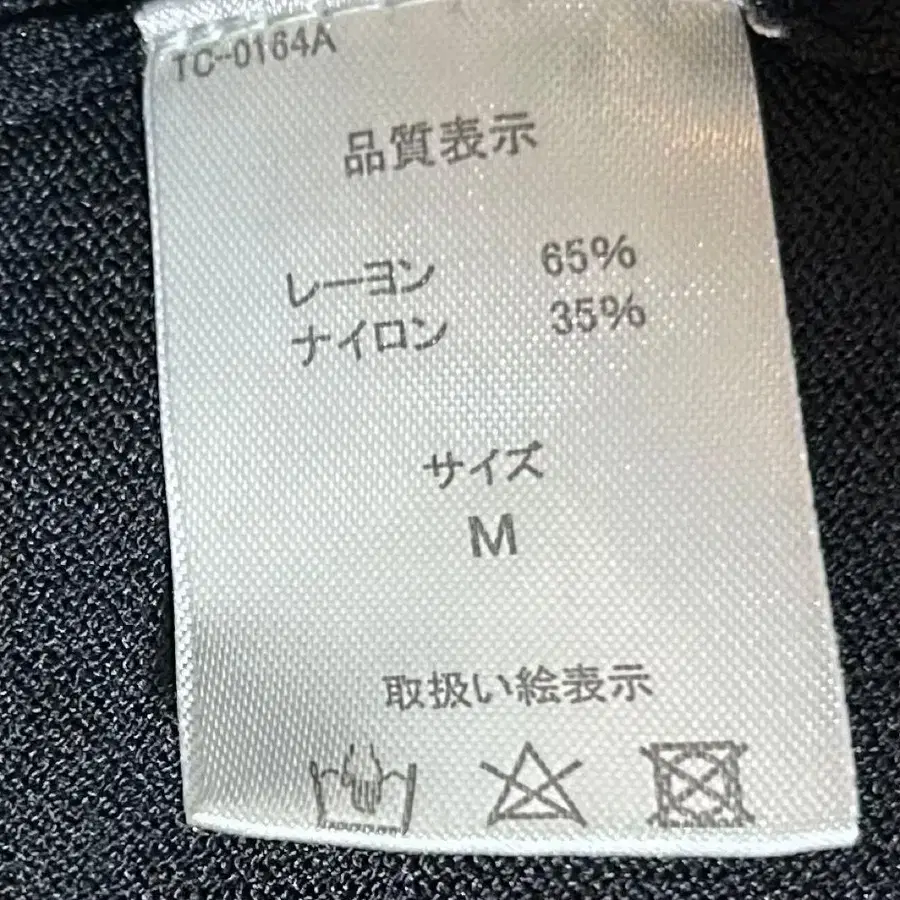 TC-0164A
品質表示
レーヨン 65%
ナイロン 35%
サイズ
M
取扱い絵表示